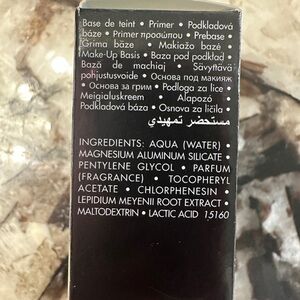 Base de teint • Primer • Podkladová
báze • Primer προσώπου • Prebase •
Grima bāze • Makiažo bazė •
Make-Up Basis • Baza pod podkład •
Bază de machiaj • Sävyttävä
pohjustusvoide • Основа под макияж
• Основа за грим • Podloga za lice •
Meigialuskreem • Alapozó •
Podkladová báza • Osnova za ličila •
مستحضر تمهيدي
INGREDIENTS: AQUA (WATER) •
MAGNESIUM ALUMINUM SILICATE •
PENTYLENE GLYCOL • PARFUM
(FRAGRANCE) • TOCOPHERYL
ACETATE • CHLORPHENESIN •
LEPIDIUM MEYENII ROOT EXTRACT •
MALTODEXTRIN • LACTIC ACID 15160